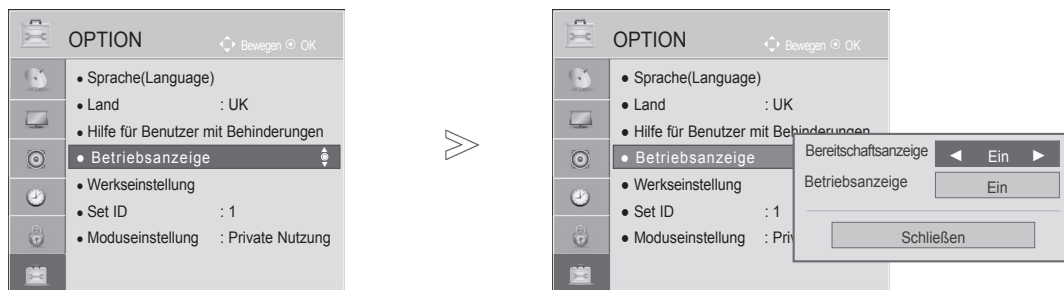 OPTION
Bewegen OK
Sprache(Language)
Land : UK
Hilfe für Benutzer mit Behinderungen
Betriebsanzeige
Werkseinstellung
Set ID : 1
Moduseinstellung : Private Nutzung
OPTION
Bewegen OK
Sprache(Language)
Land : UK
Hilfe für Benutzer mit Behinderungen
Betriebsanzeige
Werkseinstellung
Set ID : 1
Moduseinstellung : Priv
Bereitschaftsanzeige ◄ Ein ►
Betriebsanzeige Ein
Schließen